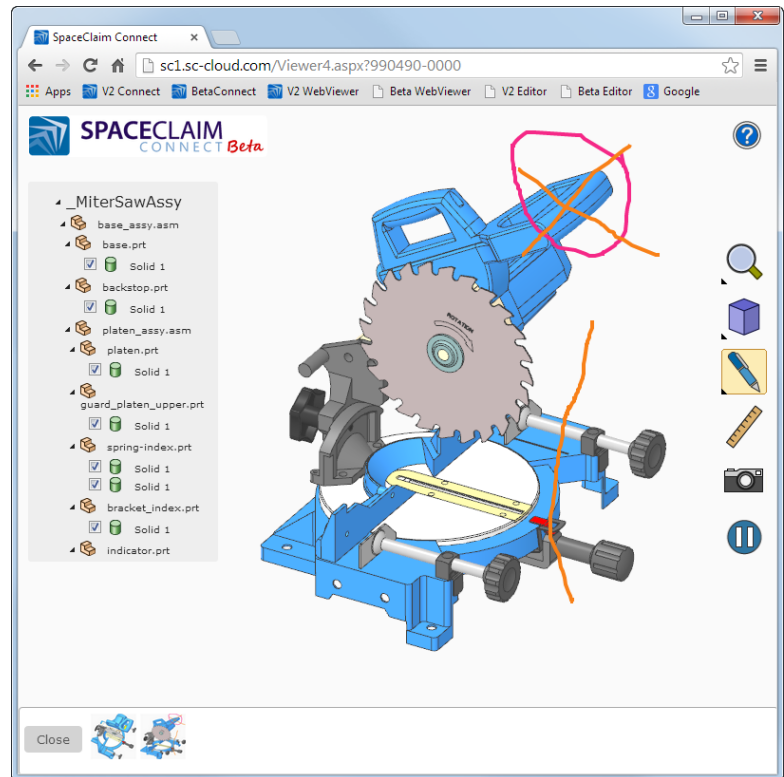 SpaceClaim Connect
sc1.sc-cloud.com/Viewer4.aspx?990490-0000
Apps V2 Connect BetaConnect V2 WebViewer Beta WebViewer V2 Editor Beta Editor Google
SPACECLAIM
CONNECT Beta
_MiterSawAssy
base_assy.asm
base.prt
Solid 1
backstop.prt
Solid 1
platen_assy.asm
platen.prt
Solid 1
guard_platen_upper.prt
Solid 1
spring-index.prt
Solid 1
Solid 1
bracket_index.prt
Solid 1
indicator.prt
ROTATION
Close